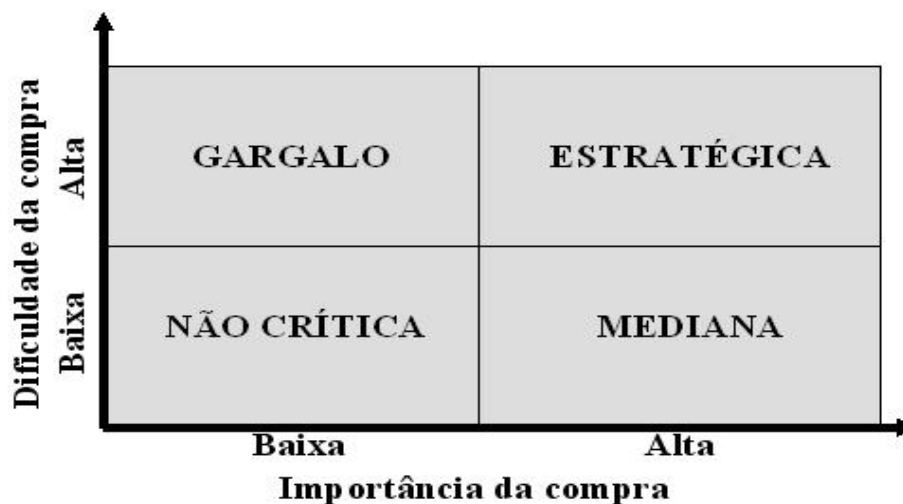 Dificuldade da compra
Alta
Baixa
GARGALO
ESTRATÉGICA
NÃO CRÍTICA
MEDIANA
Baixa
Alta
Importância da compra